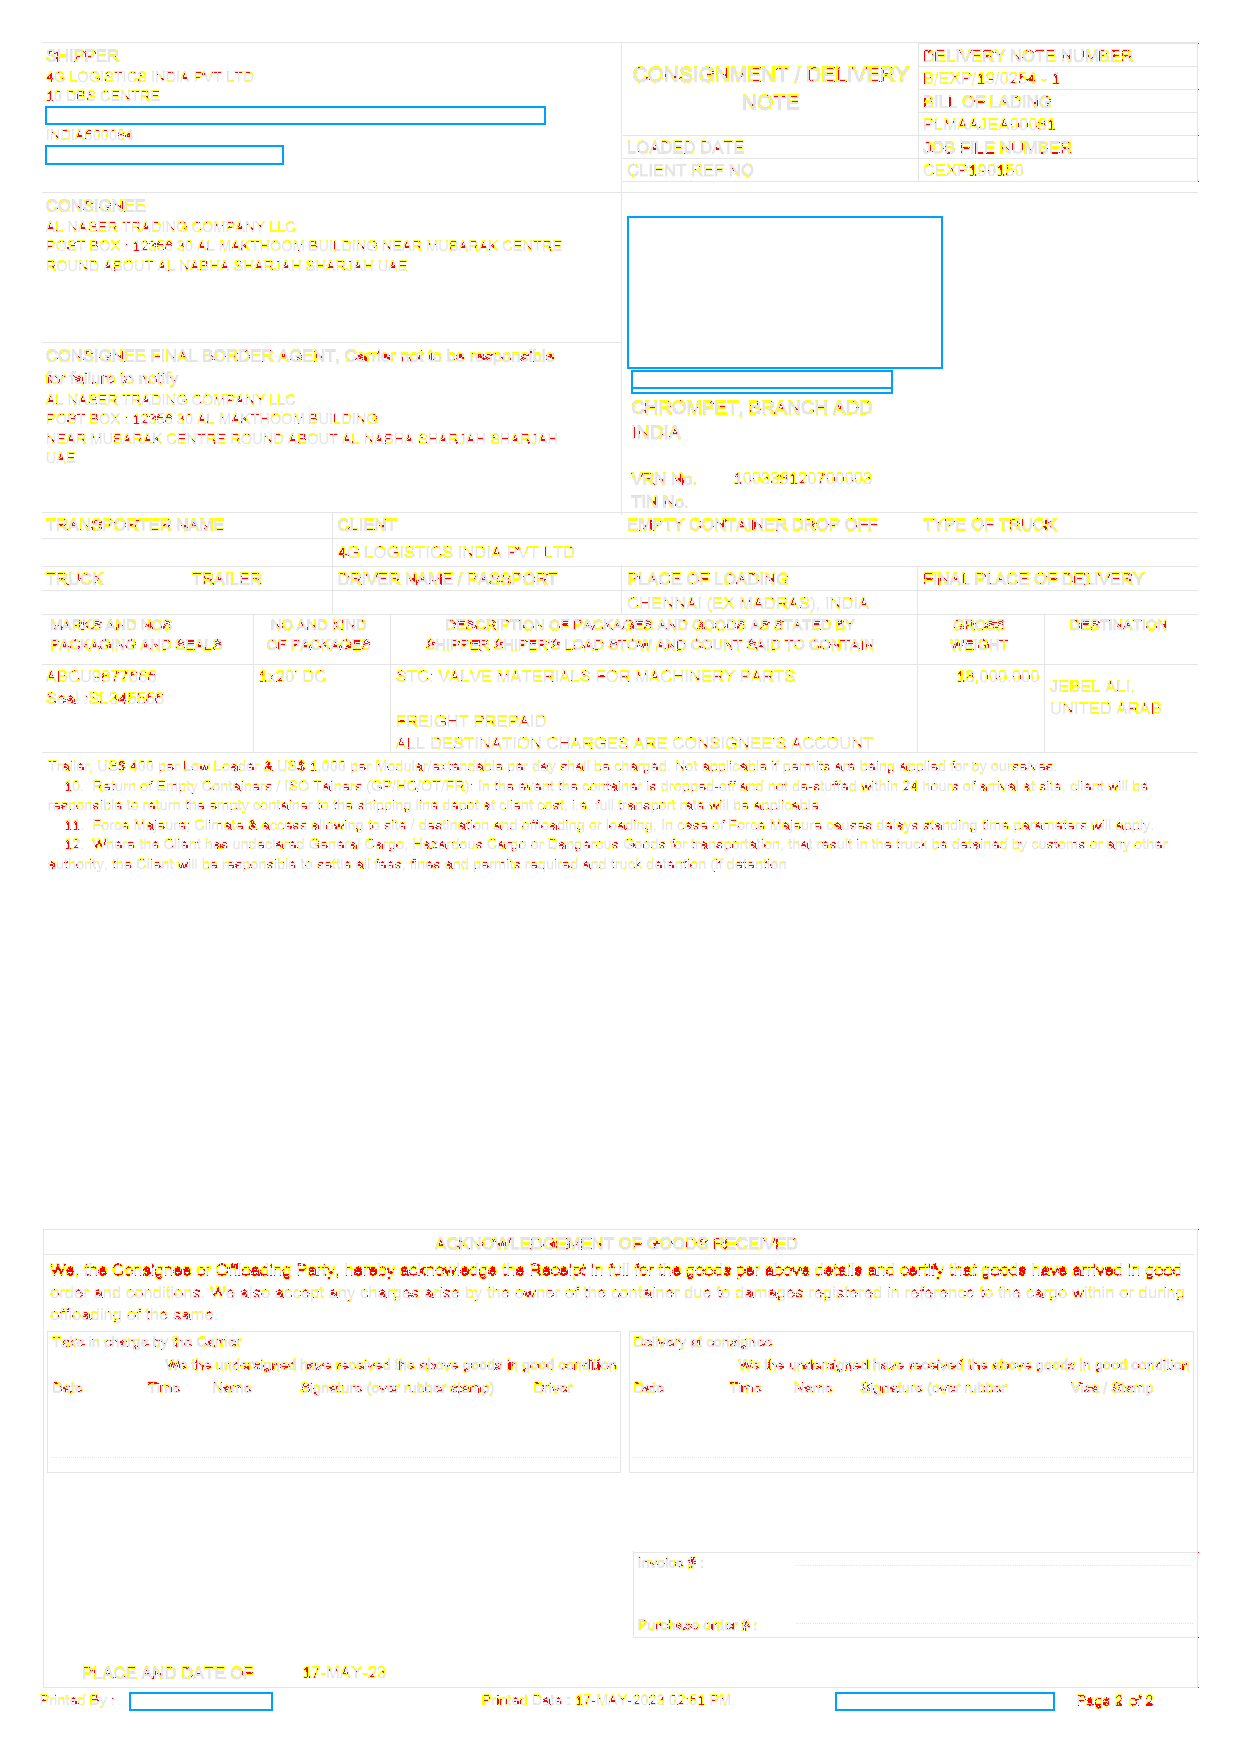 SHIPPER
4G LOGISTICS INDIA PVT LTD
10 DBS CENTRE
INDIA600034
CONSIGNMENT / DELIVERY
NOTE
DELIVERY NOTE NUMBER
B/EXP/19/0254 - 1
BILL OF LADING
PLMAAJEA00081
LOADED DATE
JOB FILE NUMBER
CLIENT REF NO
CEXP190150
CONSIGNEE
AL NASER TRADING COMPANY LLC
POST BOX : 12356 30 AL MAKTHOOM BUILDING NEAR MUBARAK CENTRE
ROUND ABOUT AL NABHA SHARJAH SHARJAH UAE
CONSIGNEE FINAL BORDER AGENT, Carrier not to be responsible
for failure to notify
AL NASER TRADING COMPANY LLC
POST BOX : 12356 30 AL MAKTHOOM BUILDING
NEAR MUBARAK CENTRE ROUND ABOUT AL NABHA SHARJAH SHARJAH
UAE
CHROMPET, BRANCH ADD
INDIA
VRN No. 100326120700003
TIN No.
TRANSPORTER NAME CLIENT EMPTY CONTAINER DROP OFF TYPE OF TRUCK
4G LOGISTICS INDIA PVT LTD
TRUCK TRAILER DRIVER NAME / PASSPORT PLACE OF LOADING FINAL PLACE OF DELIVERY
CHENNAI (EX MADRAS), INDIA
MARKS AND NOS NO AND KIND DESCRIPTION OF PACKAGES AND GOODS AS STATED BY GROSS DESTINATION
PACKAGING AND SEALS OF PACKAGES SHIPPER SHIPERS LOAD STOW AND COUNT SAID TO CONTAIN WEIGHT
ABCU9877666 1x20' DC STC: VALVE MATERIALS FOR MACHINERY PARTS 18,000.000
Seal :SL345566
JEBEL ALI,
UNITED ARAB
FREIGHT PREPAID
ALL DESTINATION CHARGES ARE CONSIGNEE'S ACCOUNT
Trailer, US$ 400 per Low Loader & US$ 1,000 per Modular/extendable per day shall be charged. Not applicable if permits are being applied for by ourselves.
10. Return of Empty Containers / ISO Tainers (GP/HC/OT/FR): In the event the container is dropped-off and not de-stuffed within 24 hours of arrival at site, client will be
responsible to return the empty container to the shipping line depot at client cost, i.e. full transport rate will be applicable
11. Force Majeure: Climate & access allowing to site / destination and offloading or loading. In case of Force Majeure causes delays standing time parameters will apply.
12. Where the Client has undeclared General Cargo, Hazardous Cargo or Dangerous Goods for transportation, that result in the truck be detained by customs or any other
authority, the Client will be responsible to settle all fees, fines and permits required and truck detention (if detention
ACKNOWLEDGEMENT OF GOODS RECEIVED
We, the Consignee or Offloading Party, hereby acknowledge the Receipt in full for the goods per above details and certify that goods have arrived in good
order and conditions. We also accept any charges arise by the owner of the container due to damages registered in reference to the cargo within or during
offloading of the same.
Take in charge by the Carrier
We the undersigned have received the above goods in good condition
Date Time Name Signature (over rubber stamp) Driver
Delivery at consignee
We the undersigned have received the above goods in good condition
Date Time Name Signature (over rubber Visa / Stamp
Invoice # :
Purchase order # :
PLACE AND DATE OF 17-MAY-23
Printed By : Printed Date : 17-MAY-2023 02:51 PM Page 2 of 2